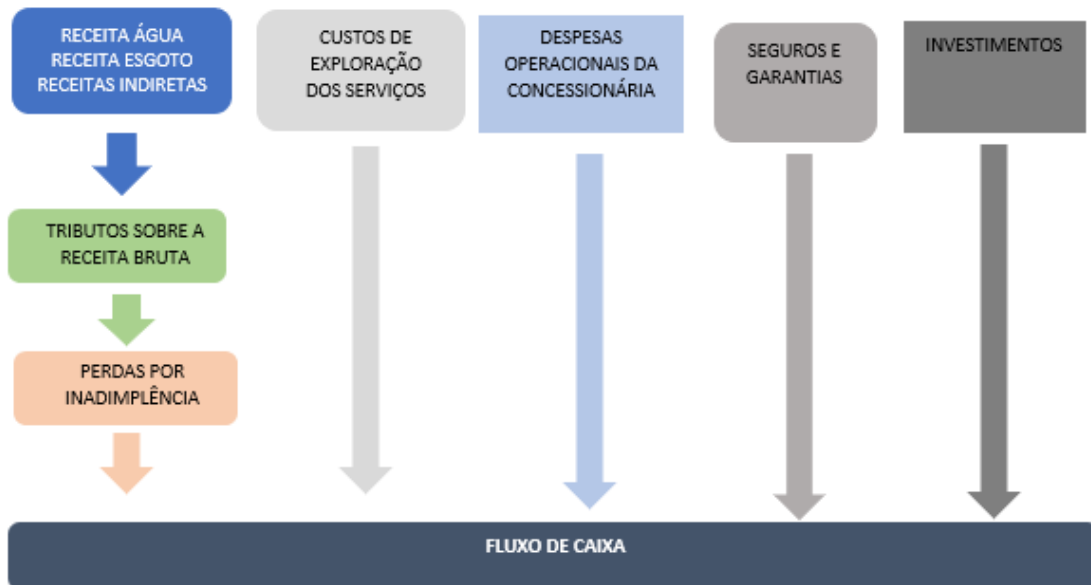 RECEITA ÁGUA
RECEITA ESGOTO
RECEITAS INDIRETAS
CUSTOS DE
EXPLORAÇÃO
DOS SERVIÇOS
DESPESAS
OPERACIONAIS DA
CONCESSIONÁRIA
SEGUROS E
GARANTIAS
INVESTIMENTOS
TRIBUTOS SOBRE A
RECEITA BRUTA
PERDAS POR
INADIMPLÊNCIA
FLUXO DE CAIXA